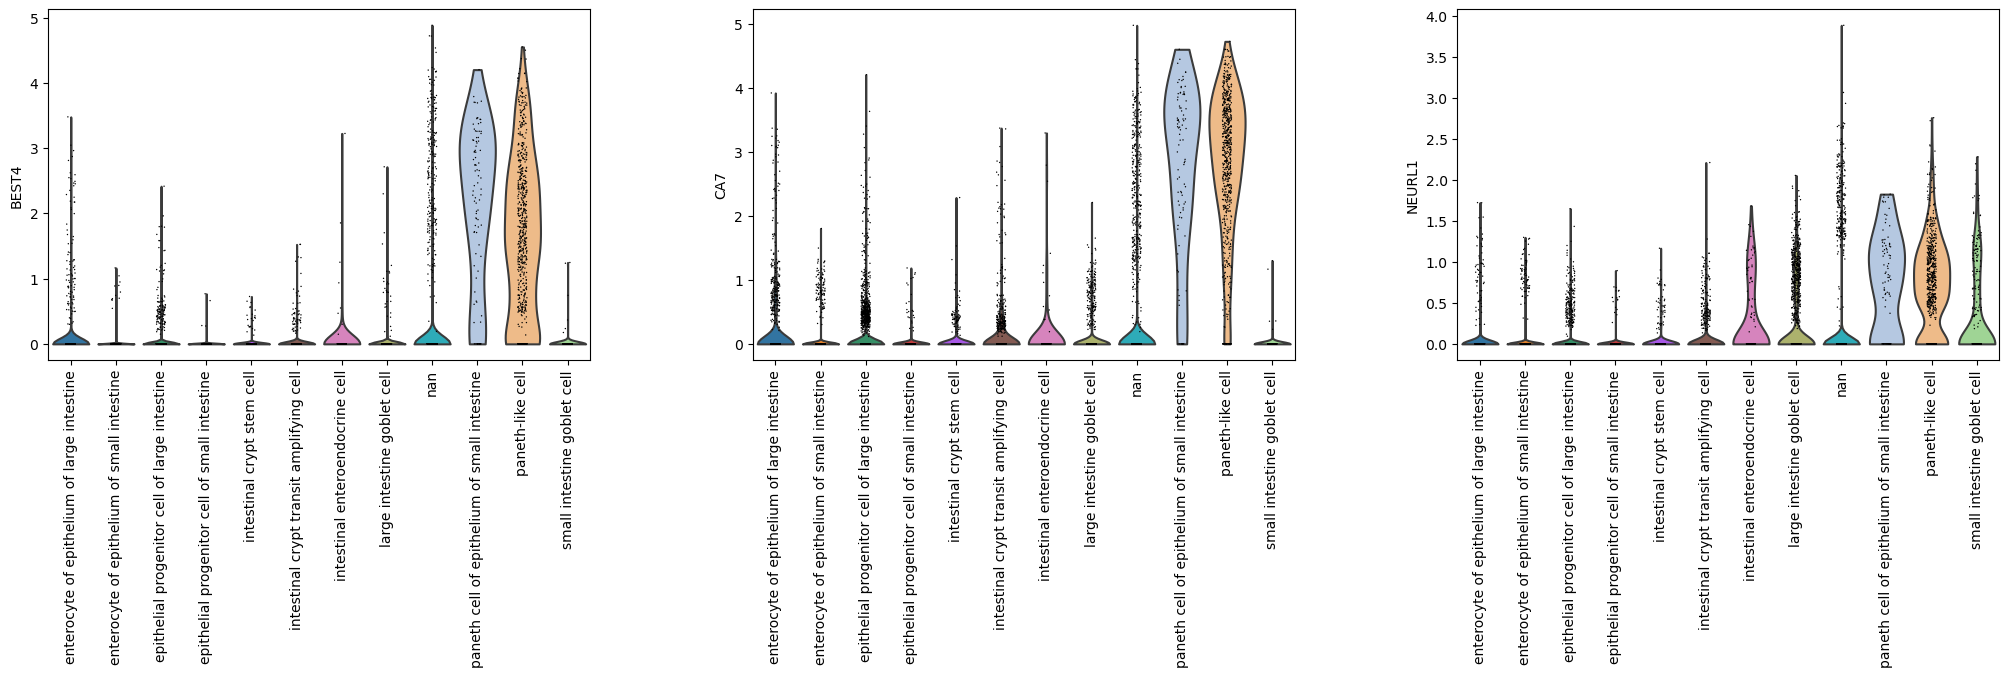 BEST4
5
4
3
2
1
0
enterocyte of epithelium of large intestine
enterocyte of epithelium of small intestine
epithelial progenitor cell of large intestine
epithelial progenitor cell of small intestine
intestinal crypt stem cell
intestinal crypt transit amplifying cell
intestinal enteroendocrine cell
large intestine goblet cell
nan
paneth cell of epithelium of small intestine
paneth-like cell
small intestine goblet cell
CA7
5
4
3
2
1
0
enterocyte of epithelium of large intestine
enterocyte of epithelium of small intestine
epithelial progenitor cell of large intestine
epithelial progenitor cell of small intestine
intestinal crypt stem cell
intestinal crypt transit amplifying cell
intestinal enteroendocrine cell
large intestine goblet cell
nan
paneth cell of epithelium of small intestine
paneth-like cell
small intestine goblet cell
NEURL1
4.0
3.5
3.0
2.5
2.0
1.5
1.0
0.5
0.0
enterocyte of epithelium of large intestine
enterocyte of epithelium of small intestine
epithelial progenitor cell of large intestine
epithelial progenitor cell of small intestine
intestinal crypt stem cell
intestinal crypt transit amplifying cell
intestinal enteroendocrine cell
large intestine goblet cell
nan
paneth cell of epithelium of small intestine
paneth-like cell
small intestine goblet cell